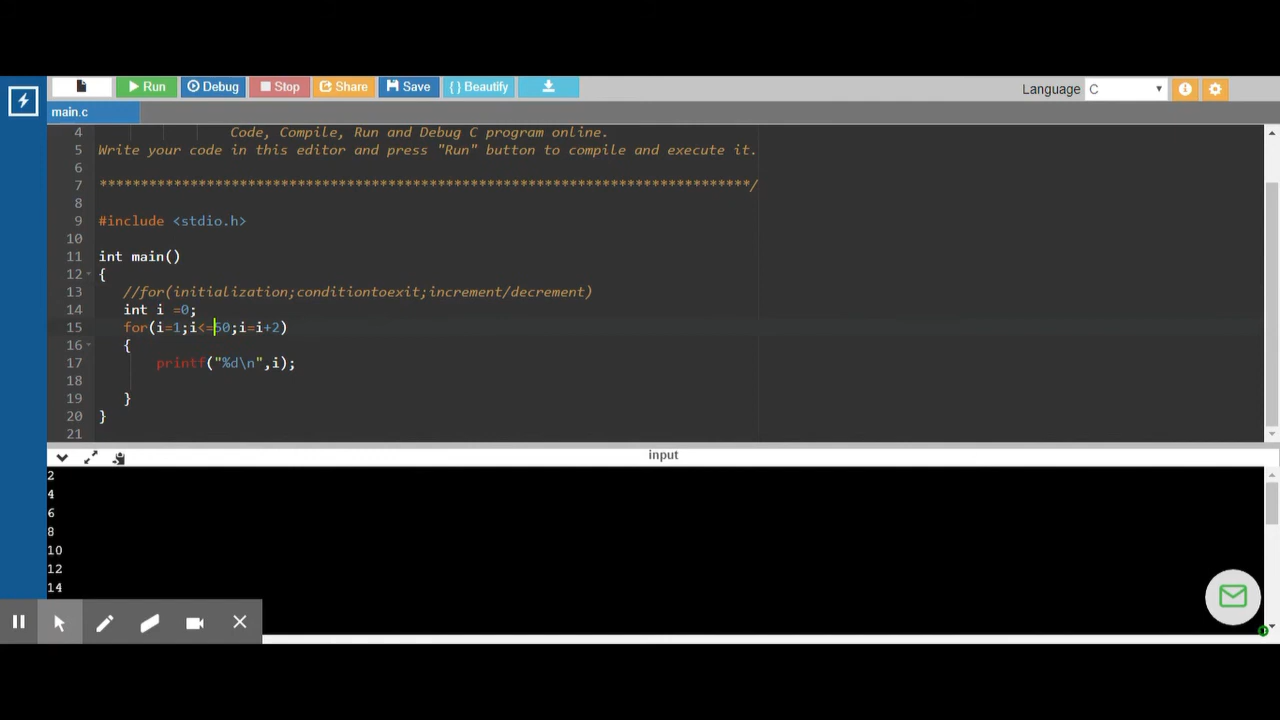 Run Debug Stop Share Save { } Beautify Language C
main.c
4 Code, Compile, Run and Debug C program online.
5 Write your code in this editor and press "Run" button to compile and execute it.
6
7 *******************************************************************************/
8
9 #include <stdio.h>
10
11 int main()
12 {
13 //for(initialization;conditiontoexit;increment/decrement)
14 int i =0;
15 for(i=1;i<=50;i=i+2)
16 {
17 printf("%d\n",i);
18
19 }
20 }
21
input
2
4
6
8
10
12
14